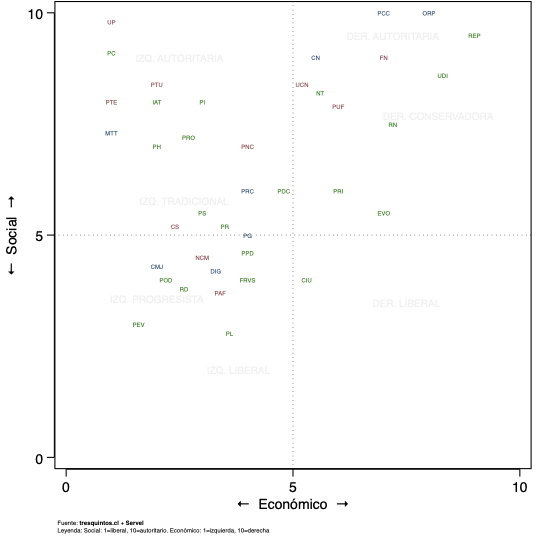 10
PCC ORP
UP
DER. AUTORITARIA
REP
PC
IZQ. AUTORITARIA
CN
FN
UDI
PTU
UCN
NT
PTE
IAT
PI
PUF
DER. CONSERVADORA
RN
MTT
PRO
PH
PNC
PRC
PDC
PRI
IZQ. TRADICIONAL
PS
EVO
CS
PR
5
PG
← Social →
PPD
NCM
CMJ
DIG
POD
FRVS
CIU
RD
PAF
IZQ. PROGRESISTA
DER. LIBERAL
PEV
PL
IZQ. LIBERAL
0
0 5 10
← Económico →
Fuente: tresquintos.cl + Servel
Leyenda: Social: 1=liberal, 10=autoritario. Económico: 1=izquierda, 10=derecha